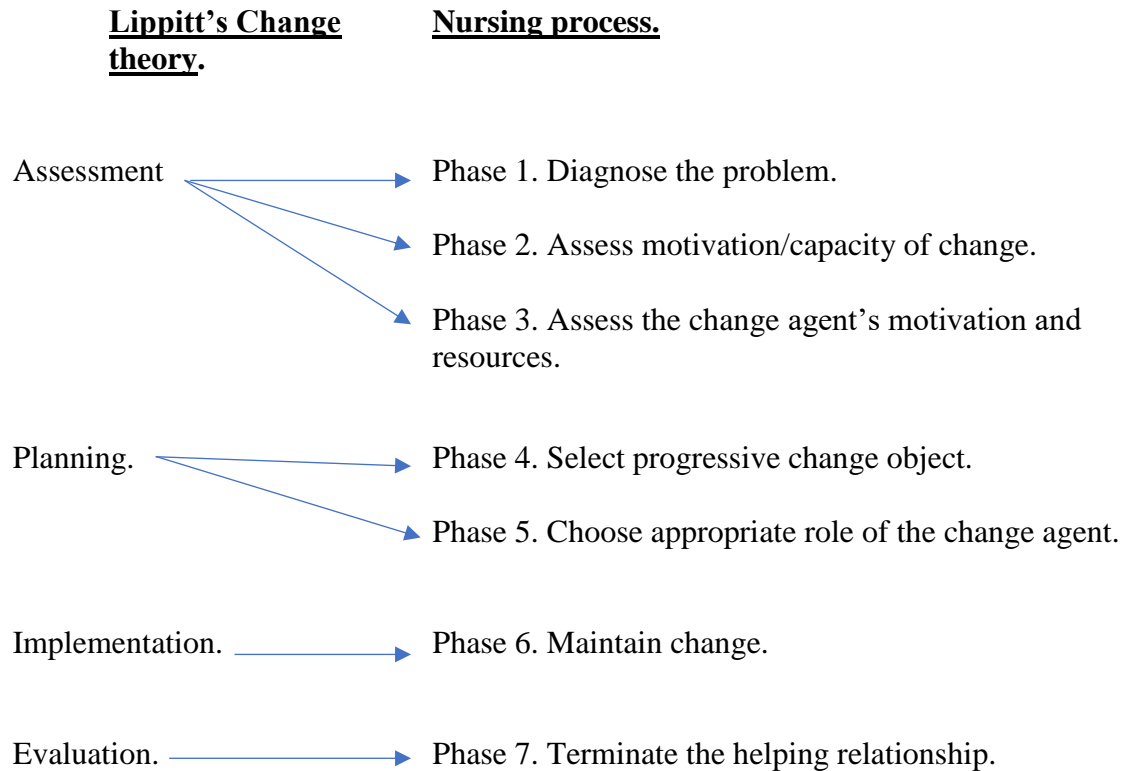 Lippitt's Change
theory.
Nursing process.
Assessment
Phase 1. Diagnose the problem.
Phase 2. Assess motivation/capacity of change.
Phase 3. Assess the change agent's motivation and
resources.
Planning.
Phase 4. Select progressive change object.
Phase 5. Choose appropriate role of the change agent.
Implementation.
Phase 6. Maintain change.
Evaluation.
Phase 7. Terminate the helping relationship.